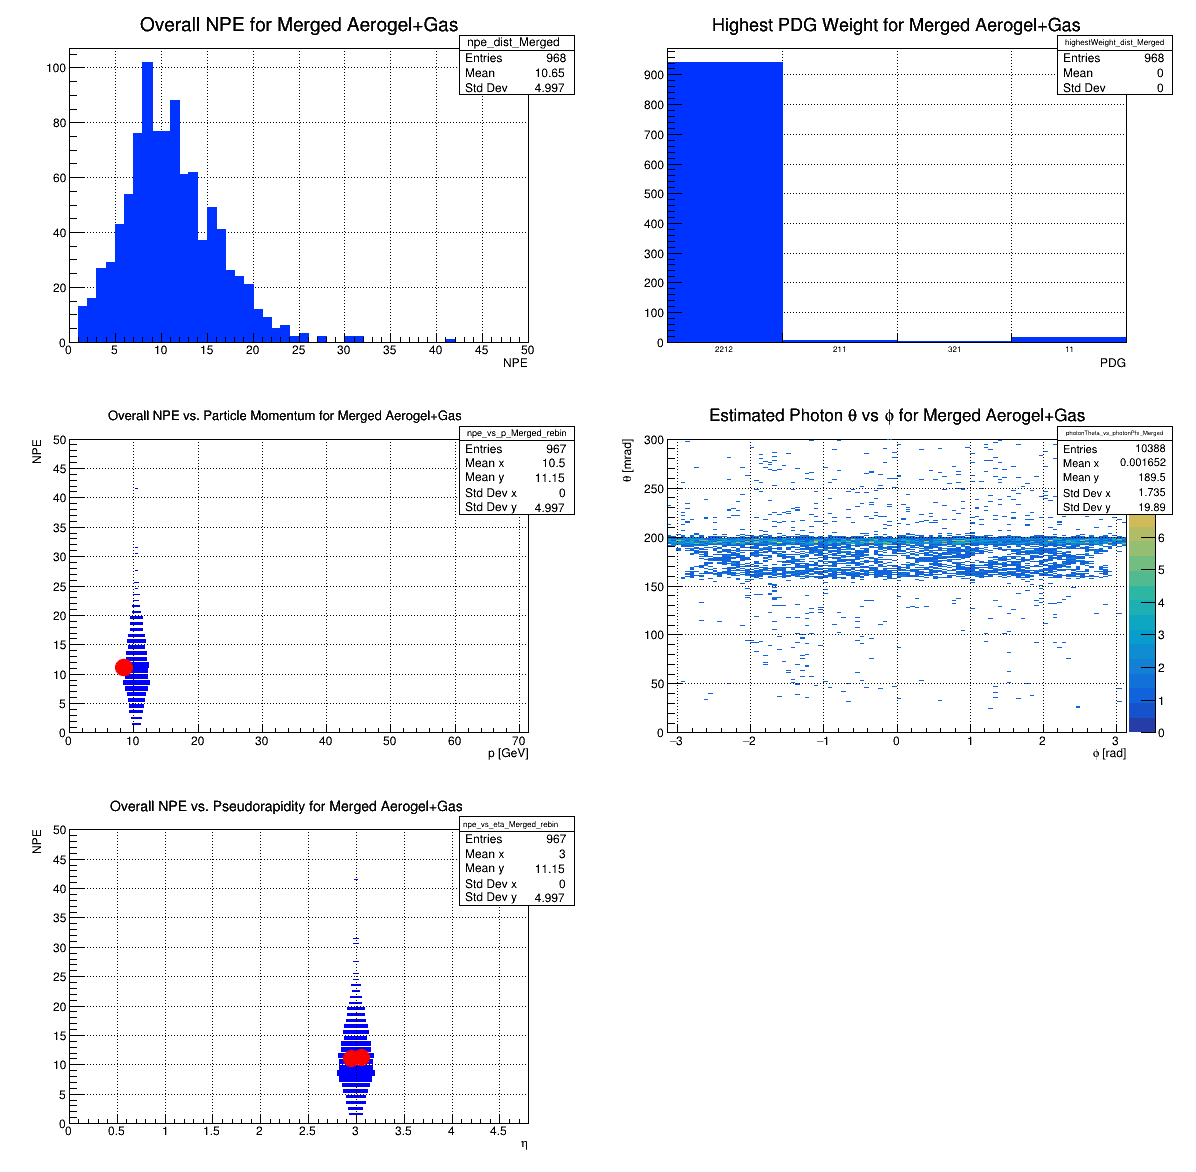 Overall NPE for Merged Aerogel+Gas
npe_dist_Merged
Entries 968
Mean 10.65
Std Dev 4.997
100
80
60
40
20
0
0 5 10 15 20 25 30 35 40 45 50
NPE
Highest PDG Weight for Merged Aerogel+Gas
highestWeight_dist_Merged
Entries 968
Mean 0
Std Dev 0
900
800
700
600
500
400
300
200
100
0
2212 211 321 11
PDG
Overall NPE vs. Particle Momentum for Merged Aerogel+Gas
npe_vs_p_Merged_rebin
Entries 967
Mean x 10.5
Mean y 11.15
Std Dev x 0
Std Dev y 4.997
NPE
50
45
40
35
30
25
20
15
10
5
0
0 10 20 30 40 50 60 70
p [GeV]
Estimated Photon θ vs ϕ for Merged Aerogel+Gas
photonTheta_vs_photonPhi_Merged
Entries 10388
Mean x 0.001652
Mean y 189.5
Std Dev x 1.735
Std Dev y 19.89
θ [mrad]
300
250
200
150
100
50
0
−3 −2 −1 0 1 2 3
ϕ [rad]
6
5
4
3
2
1
0
Overall NPE vs. Pseudorapidity for Merged Aerogel+Gas
npe_vs_eta_Merged_rebin
Entries 967
Mean x 3
Mean y 11.15
Std Dev x 0
Std Dev y 4.997
NPE
50
45
40
35
30
25
20
15
10
5
0
0 0.5 1 1.5 2 2.5 3 3.5 4 4.5
η